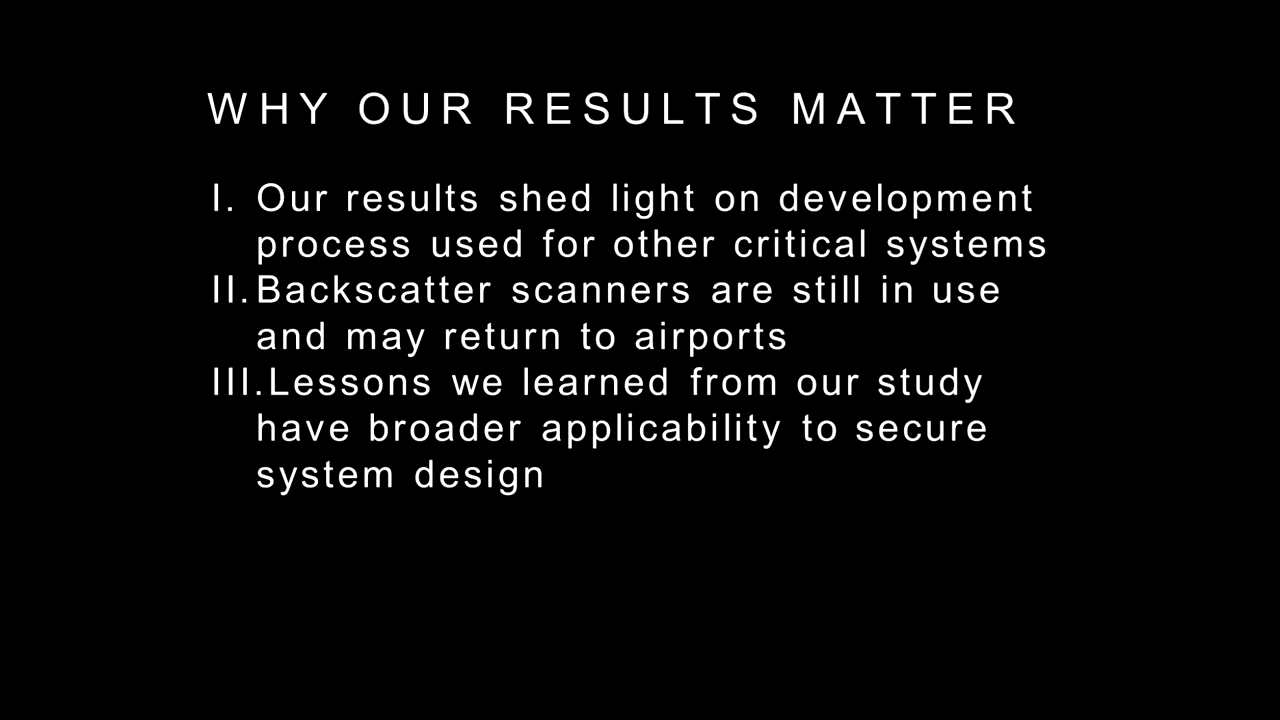 WHY OUR RESULTS MATTER
I. Our results shed light on development
process used for other critical systems
II. Backscatter scanners are still in use
and may return to airports
III. Lessons we learned from our study
have broader applicability to secure
system design